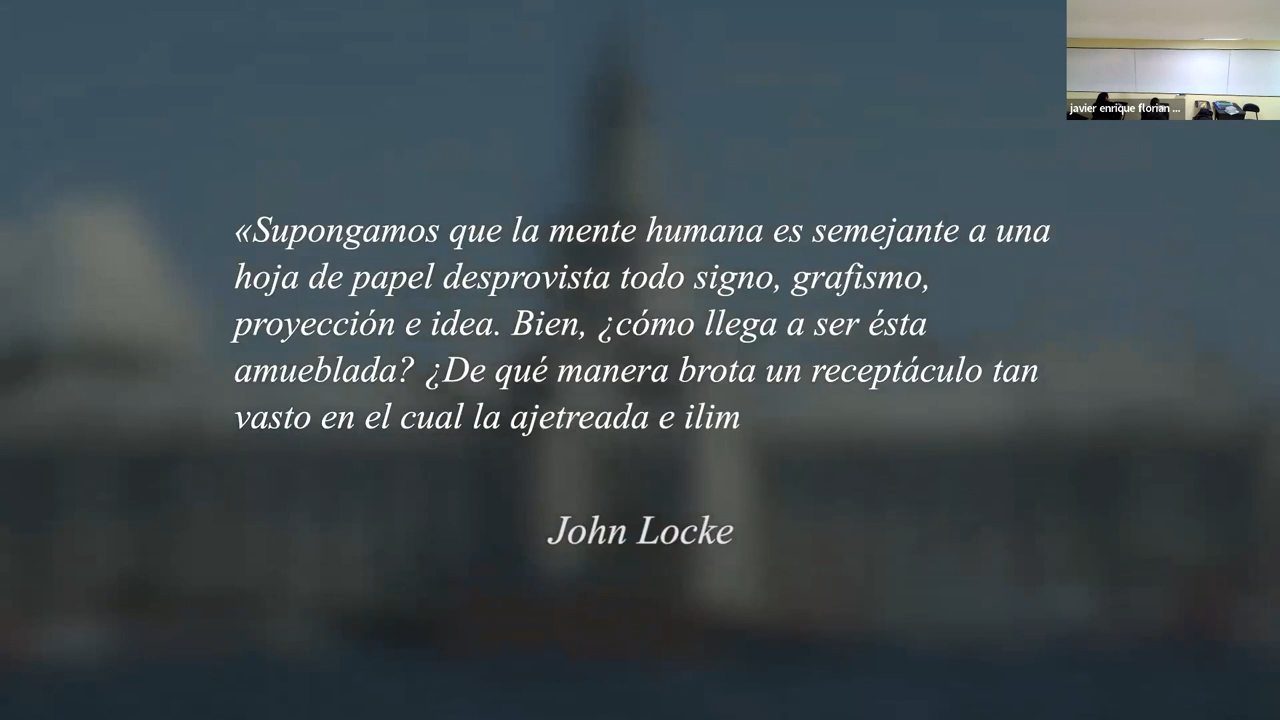 javier enrique florian ...
«Supongamos que la mente humana es semejante a una
hoja de papel desprovista todo signo, grafismo,
proyección e idea. Bien, ¿cómo llega a ser ésta
amueblada? ¿De qué manera brota un receptáculo tan
vasto en el cual la ajetreada e ilim
John Locke